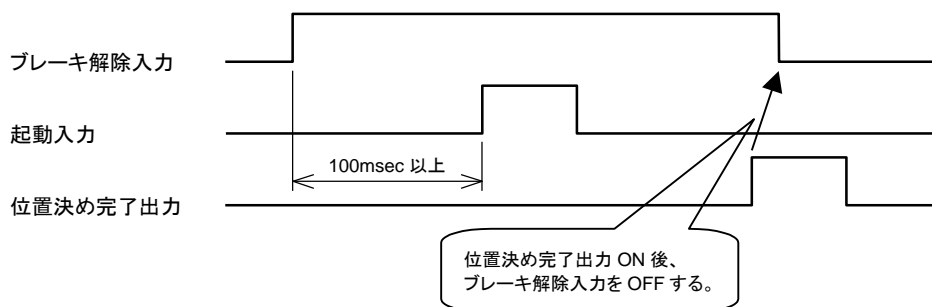 ブレーキ解除入力
起動入力
100msec 以上
位置決め完了出力
位置決め完了出力 ON 後、
ブレーキ解除入力を OFF する。